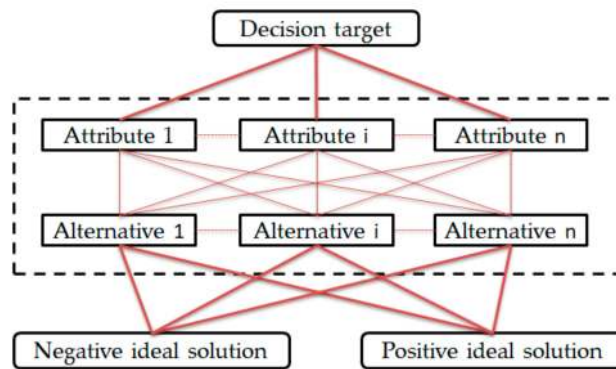 Decision target
Attribute 1
Attribute i
Attribute n
Alternative 1
Alternative i
Alternative n
Negative ideal solution
Positive ideal solution